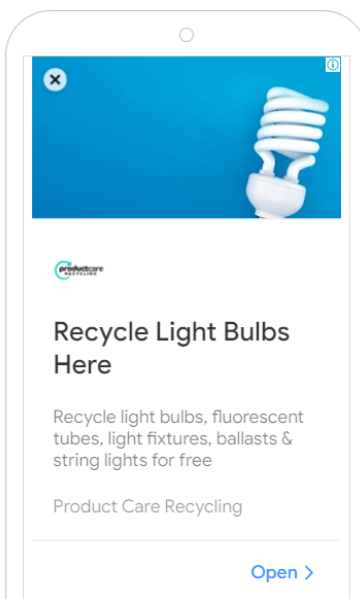 productcare
RECYCLING
Recycle Light Bulbs
Here
Recycle light bulbs, fluorescent
tubes, light fixtures, ballasts &
string lights for free
Product Care Recycling
Open >